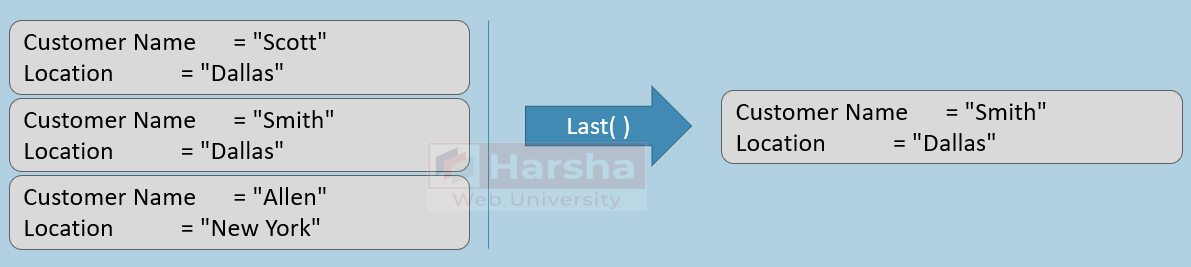 Customer Name = "Scott"
Location = "Dallas"
Customer Name = "Smith"
Location = "Dallas"
Customer Name = "Allen"
Location = "New York"
Last( )
Harsha
Web University
Customer Name = "Smith"
Location = "Dallas"